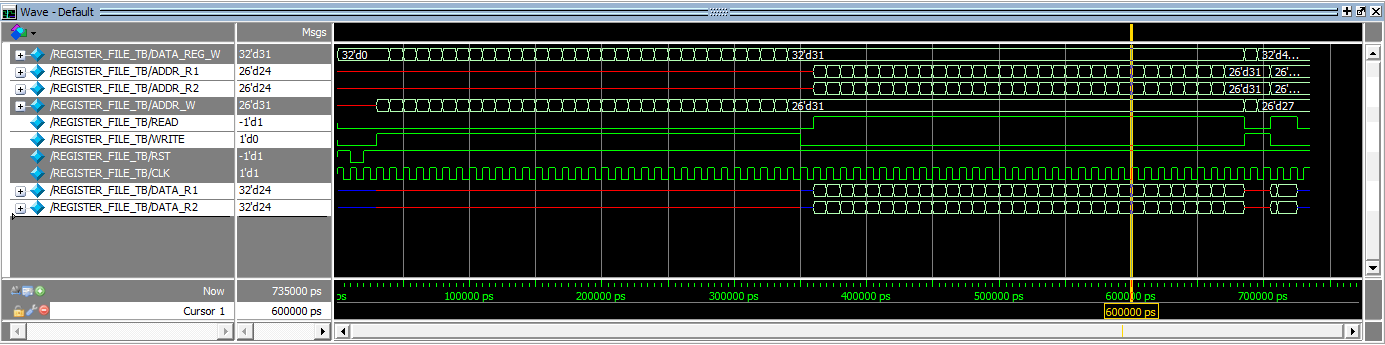 Wave - Default
Msgs
/REGISTER_FILE_TB/DATA_REG_W 32'd31 32'd0 32'd31 32'd4...
/REGISTER_FILE_TB/ADDR_R1 26'd24 26'd31 26'...
/REGISTER_FILE_TB/ADDR_R2 26'd24 26'd31 26'...
/REGISTER_FILE_TB/ADDR_W 26'd31 26'd31 26'd27
/REGISTER_FILE_TB/READ -1'd1
/REGISTER_FILE_TB/WRITE 1'd0
/REGISTER_FILE_TB/RST -1'd1
/REGISTER_FILE_TB/CLK 1'd1
/REGISTER_FILE_TB/DATA_R1 32'd24
/REGISTER_FILE_TB/DATA_R2 32'd24
Now 735000 ps ps 100000 ps 200000 ps 300000 ps 400000 ps 500000 ps 600000 ps 700000 ps
Cursor 1 600000 ps 600000 ps